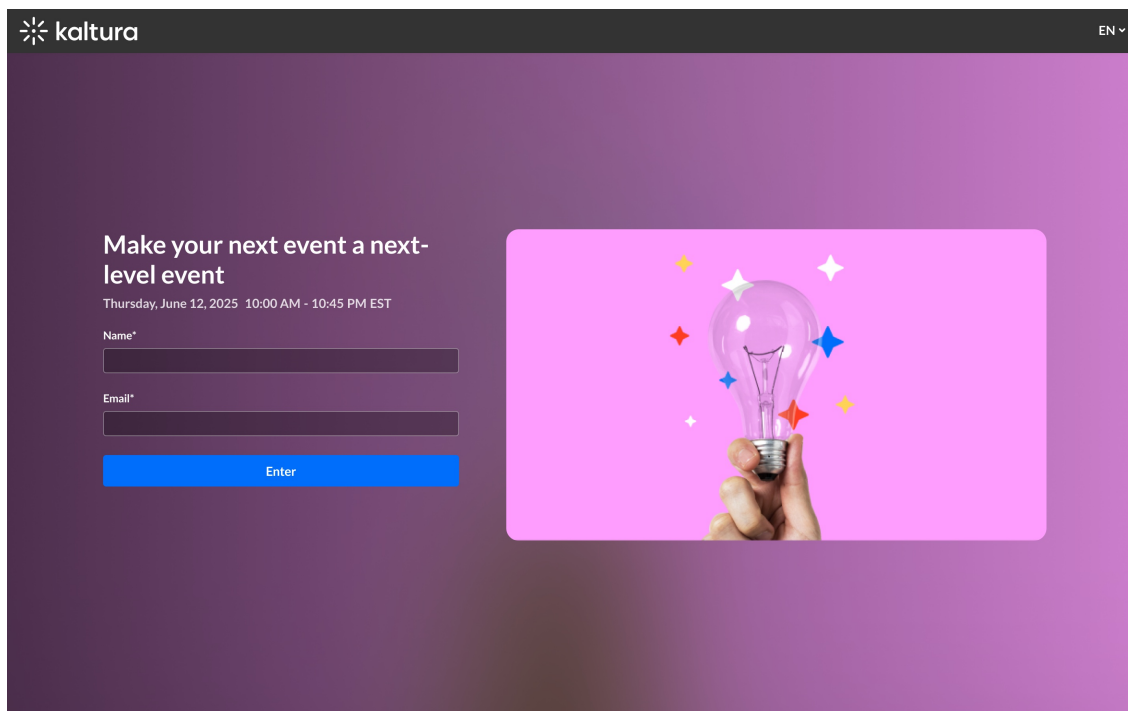 kaltura
EN
Make your next event a next-
level event
Thursday, June 12, 2025 10:00 AM - 10:45 PM EST
Name*
Email*
Enter